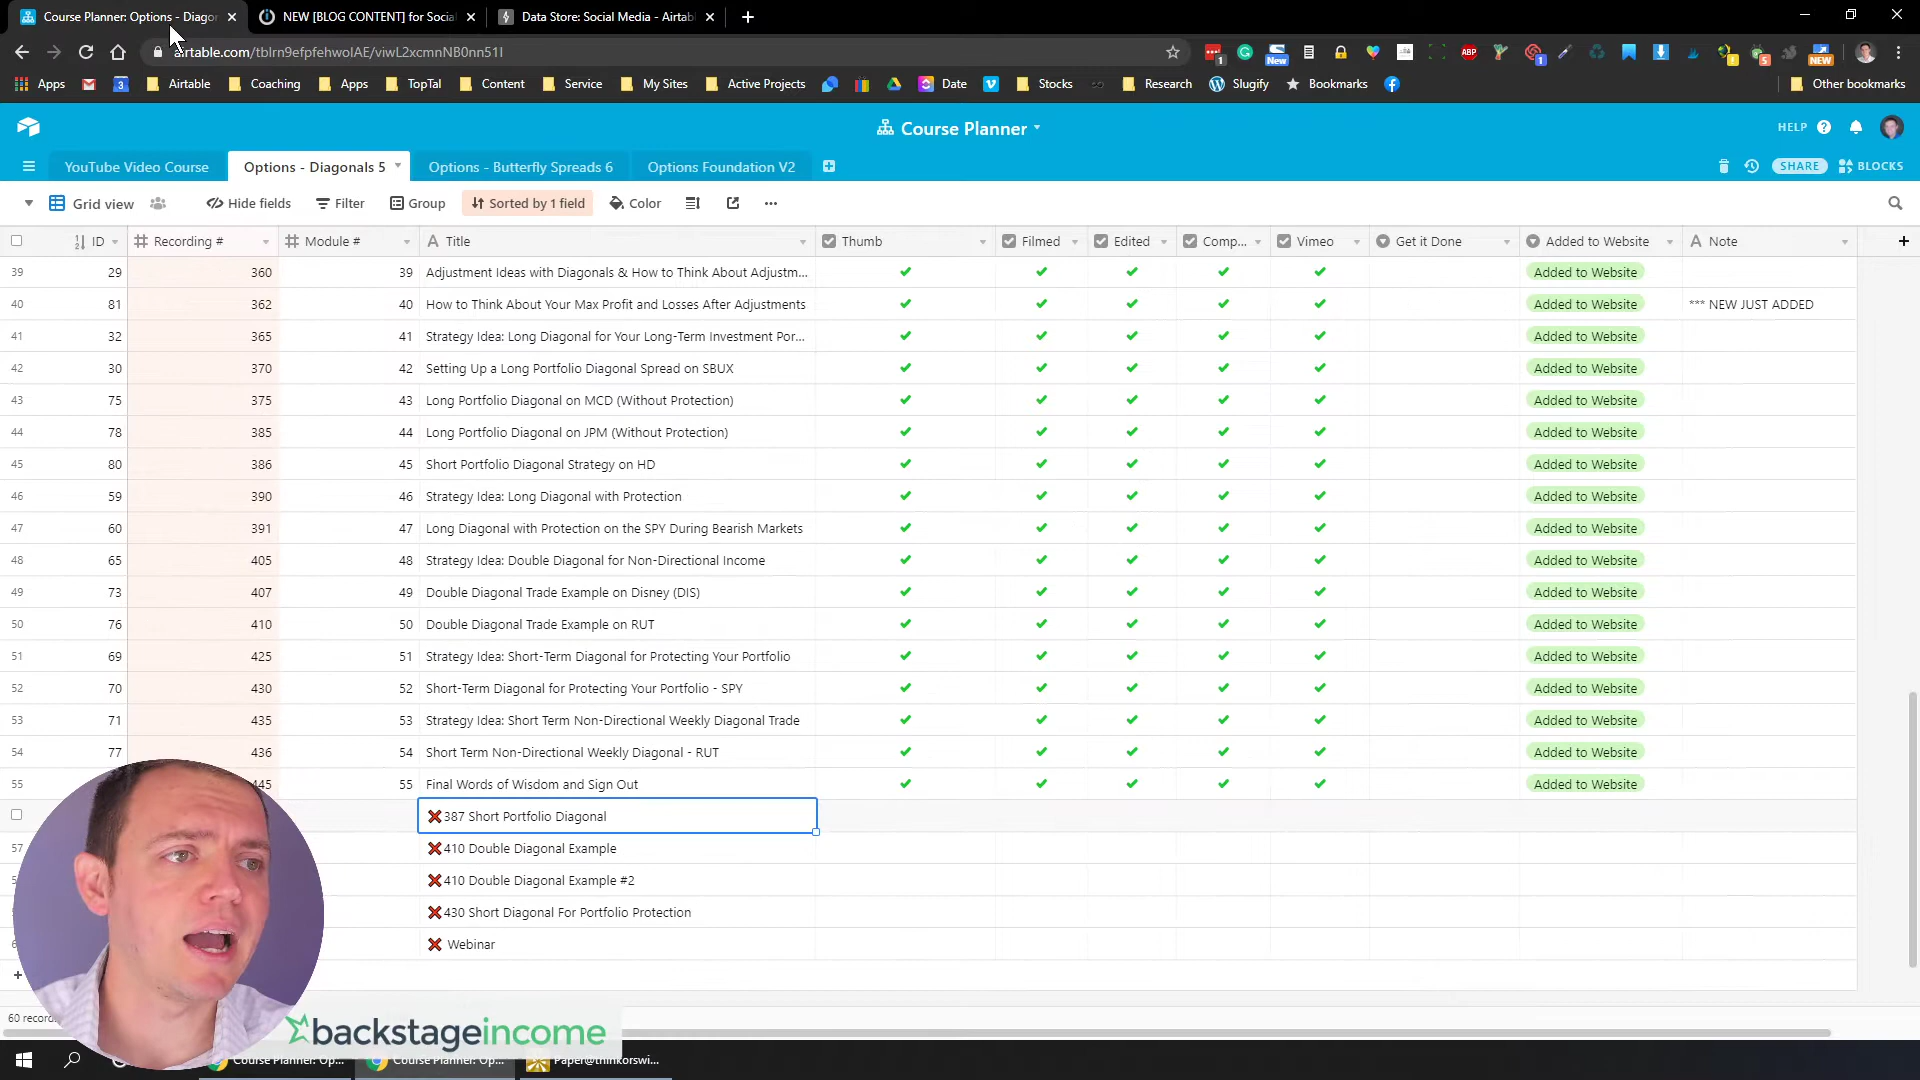 Course Planner: Options - Diagon
NEW [BLOG CONTENT] for Social
Data Store: Social Media - Airtabl
airtable.com/tblrn9efpfehwolAE/viwL2xcmnNB0nn51I
Apps
Airtable
Coaching
Apps
TopTal
Content
Service
My Sites
Active Projects
Date
Stocks
Research
Slugify
Bookmarks
Other bookmarks
Course Planner
HELP
YouTube Video Course
Options - Diagonals 5
Options - Butterfly Spreads 6
Options Foundation V2
SHARE
BLOCKS
Grid view
Hide fields
Filter
Group
Sorted by 1 field
Color
ID Recording # Module # Title Thumb Filmed Edited Comp... Vimeo Get it Done Added to Website Note
39 29 360 39 Adjustment Ideas with Diagonals & How to Think About Adjustm... Added to Website
40 81 362 40 How to Think About Your Max Profit and Losses After Adjustments Added to Website *** NEW JUST ADDED
41 32 365 41 Strategy Idea: Long Diagonal for Your Long-Term Investment Por... Added to Website
42 30 370 42 Setting Up a Long Portfolio Diagonal Spread on SBUX Added to Website
43 75 375 43 Long Portfolio Diagonal on MCD (Without Protection) Added to Website
44 78 385 44 Long Portfolio Diagonal on JPM (Without Protection) Added to Website
45 80 386 45 Short Portfolio Diagonal Strategy on HD Added to Website
46 59 390 46 Strategy Idea: Long Diagonal with Protection Added to Website
47 60 391 47 Long Diagonal with Protection on the SPY During Bearish Markets Added to Website
48 65 405 48 Strategy Idea: Double Diagonal for Non-Directional Income Added to Website
49 73 407 49 Double Diagonal Trade Example on Disney (DIS) Added to Website
50 76 410 50 Double Diagonal Trade Example on RUT Added to Website
51 69 425 51 Strategy Idea: Short-Term Diagonal for Protecting Your Portfolio Added to Website
52 70 430 52 Short-Term Diagonal for Protecting Your Portfolio - SPY Added to Website
53 71 435 53 Strategy Idea: Short Term Non-Directional Weekly Diagonal Trade Added to Website
54 77 436 54 Short Term Non-Directional Weekly Diagonal - RUT Added to Website
55 445 55 Final Words of Wisdom and Sign Out Added to Website
❌ 387 Short Portfolio Diagonal
57 ❌ 410 Double Diagonal Example
❌ 410 Double Diagonal Example #2
❌ 430 Short Diagonal For Portfolio Protection
❌ Webinar
60 record
backstageincome
Course Planner: Op...
Course Planner: Op...
Paper@thinkorswi...